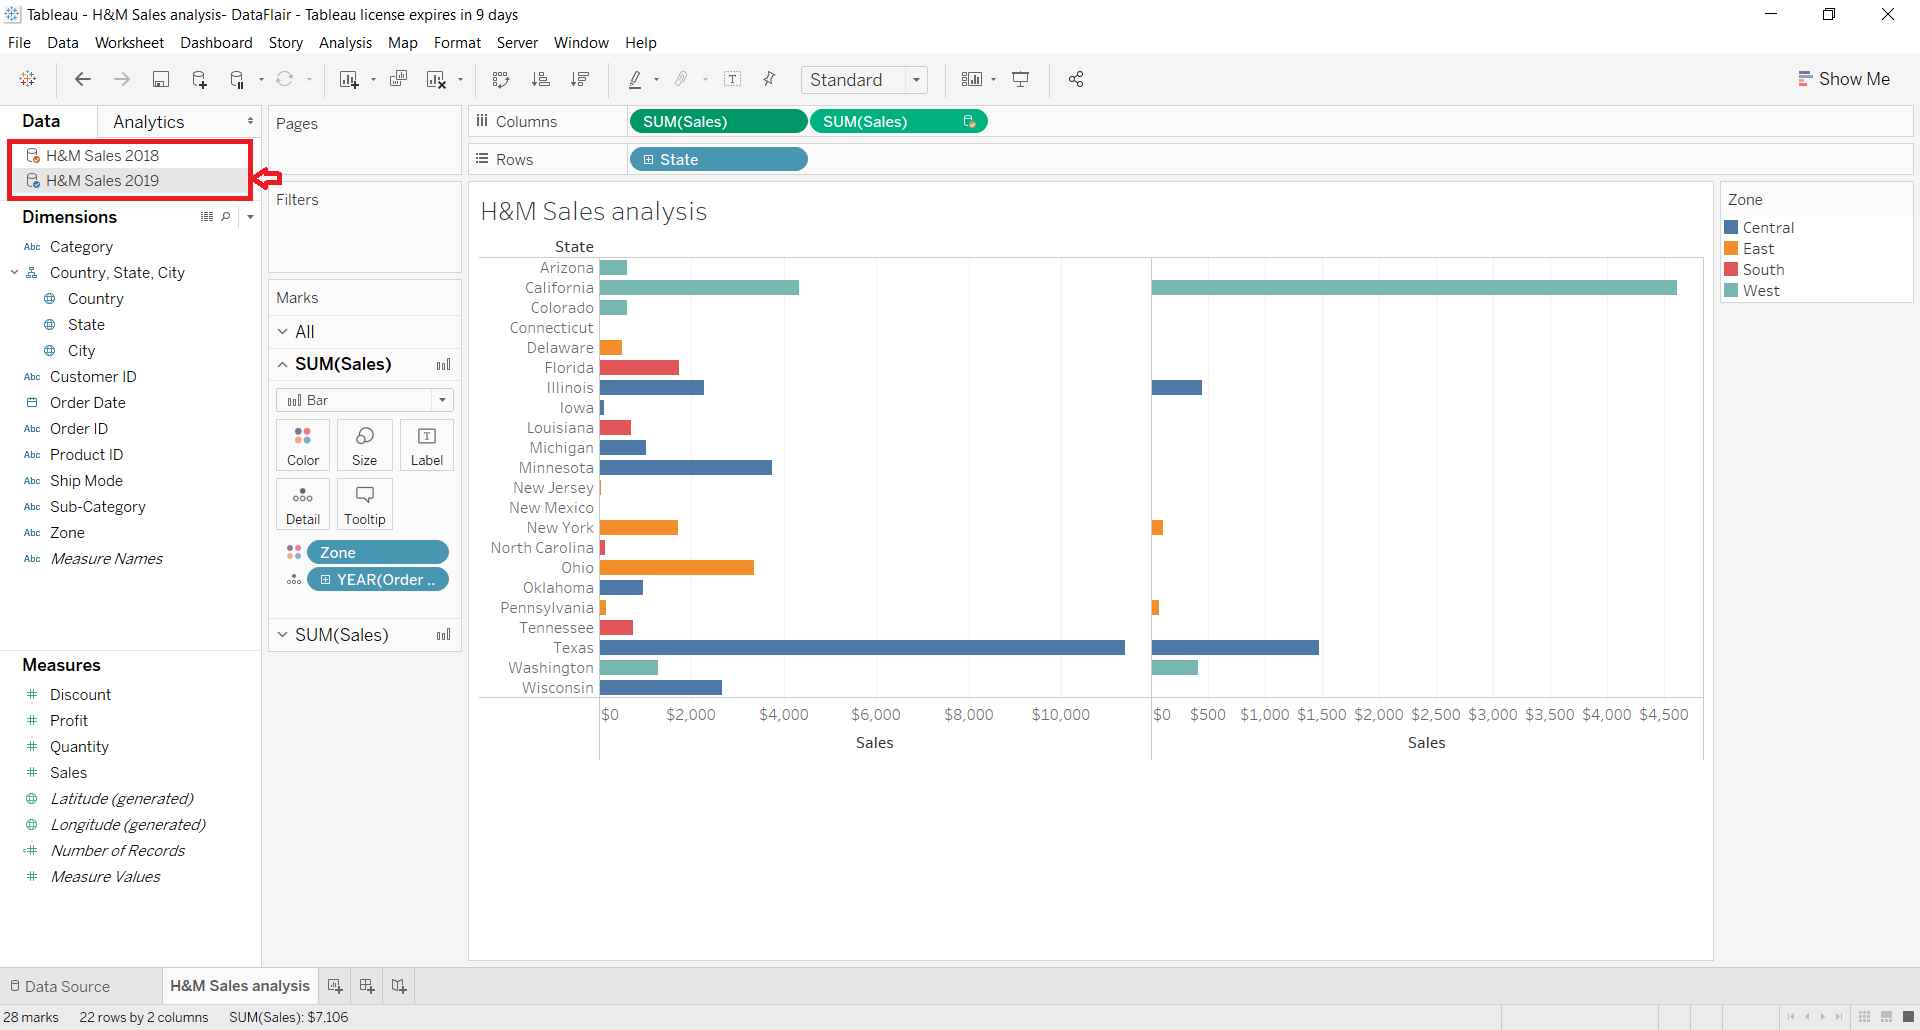 Tableau - H&M Sales analysis- DataFlair - Tableau license expires in 9 days
File Data Worksheet Dashboard Story Analysis Map Format Server Window Help
Standard
Show Me
Data
Analytics
H&M Sales 2018
H&M Sales 2019
Dimensions
Abc Category
Country, State, City
Country
State
City
Abc Customer ID
Order Date
Abc Order ID
Abc Product ID
Abc Ship Mode
Abc Sub-Category
Abc Zone
Abc Measure Names
Measures
# Discount
# Profit
# Quantity
# Sales
Latitude (generated)
Longitude (generated)
=# Number of Records
# Measure Values
Pages
Filters
Marks
All
SUM(Sales)
Bar
Color
Size
T
Label
Detail
Tooltip
Zone
YEAR(Order ..
SUM(Sales)
Columns
SUM(Sales)
SUM(Sales)
Rows
State
H&M Sales analysis
State
Arizona
California
Colorado
Connecticut
Delaware
Florida
Illinois
Iowa
Louisiana
Michigan
Minnesota
New Jersey
New Mexico
New York
North Carolina
Ohio
Oklahoma
Pennsylvania
Tennessee
Texas
Washington
Wisconsin
$0 $2,000 $4,000 $6,000 $8,000 $10,000
Sales
$0 $500 $1,000 $1,500 $2,000 $2,500 $3,000 $3,500 $4,000 $4,500
Sales
Zone
Central
East
South
West
Data Source
H&M Sales analysis
28 marks 22 rows by 2 columns SUM(Sales): $7,106